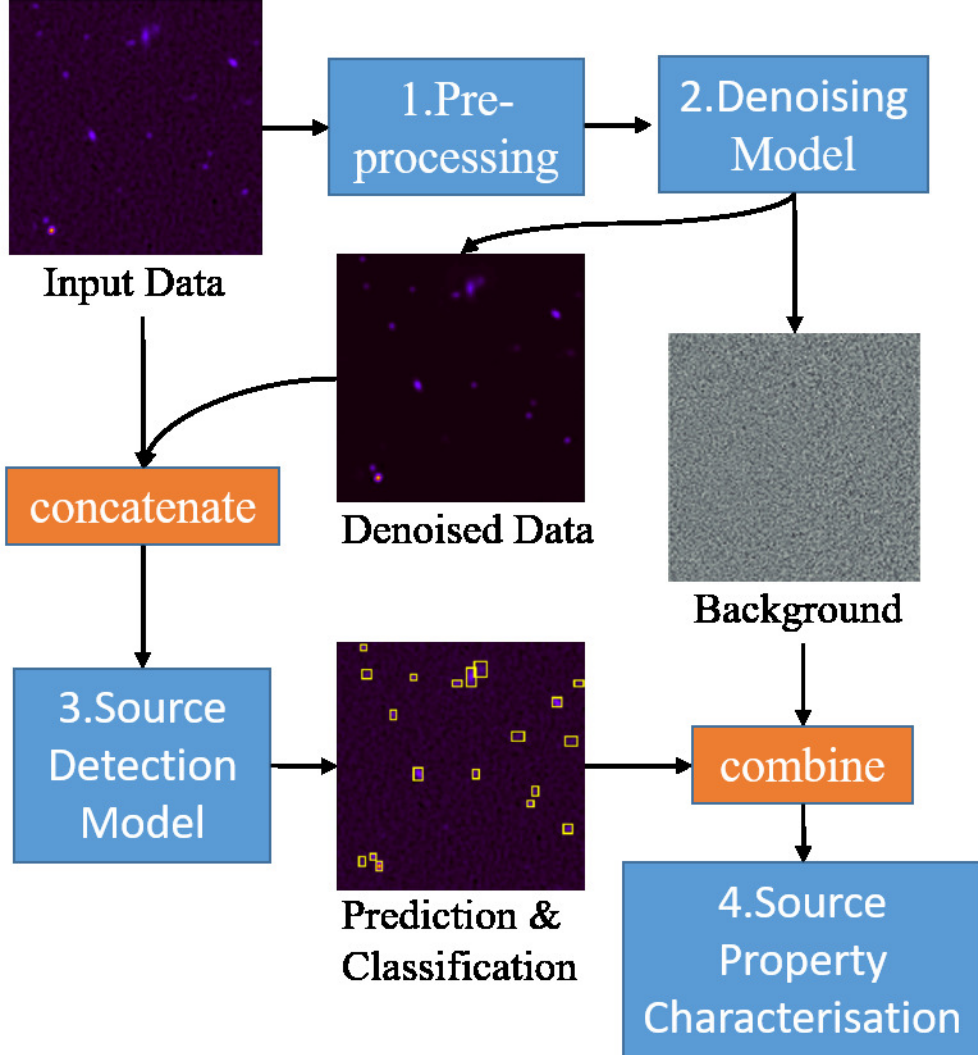 1.Pre-
processing
2.Denoising
Model
Input Data
Denoised Data
Background
concatenate
3.Source
Detection
Model
Prediction &
Classification
combine
4.Source
Property
Characterisation